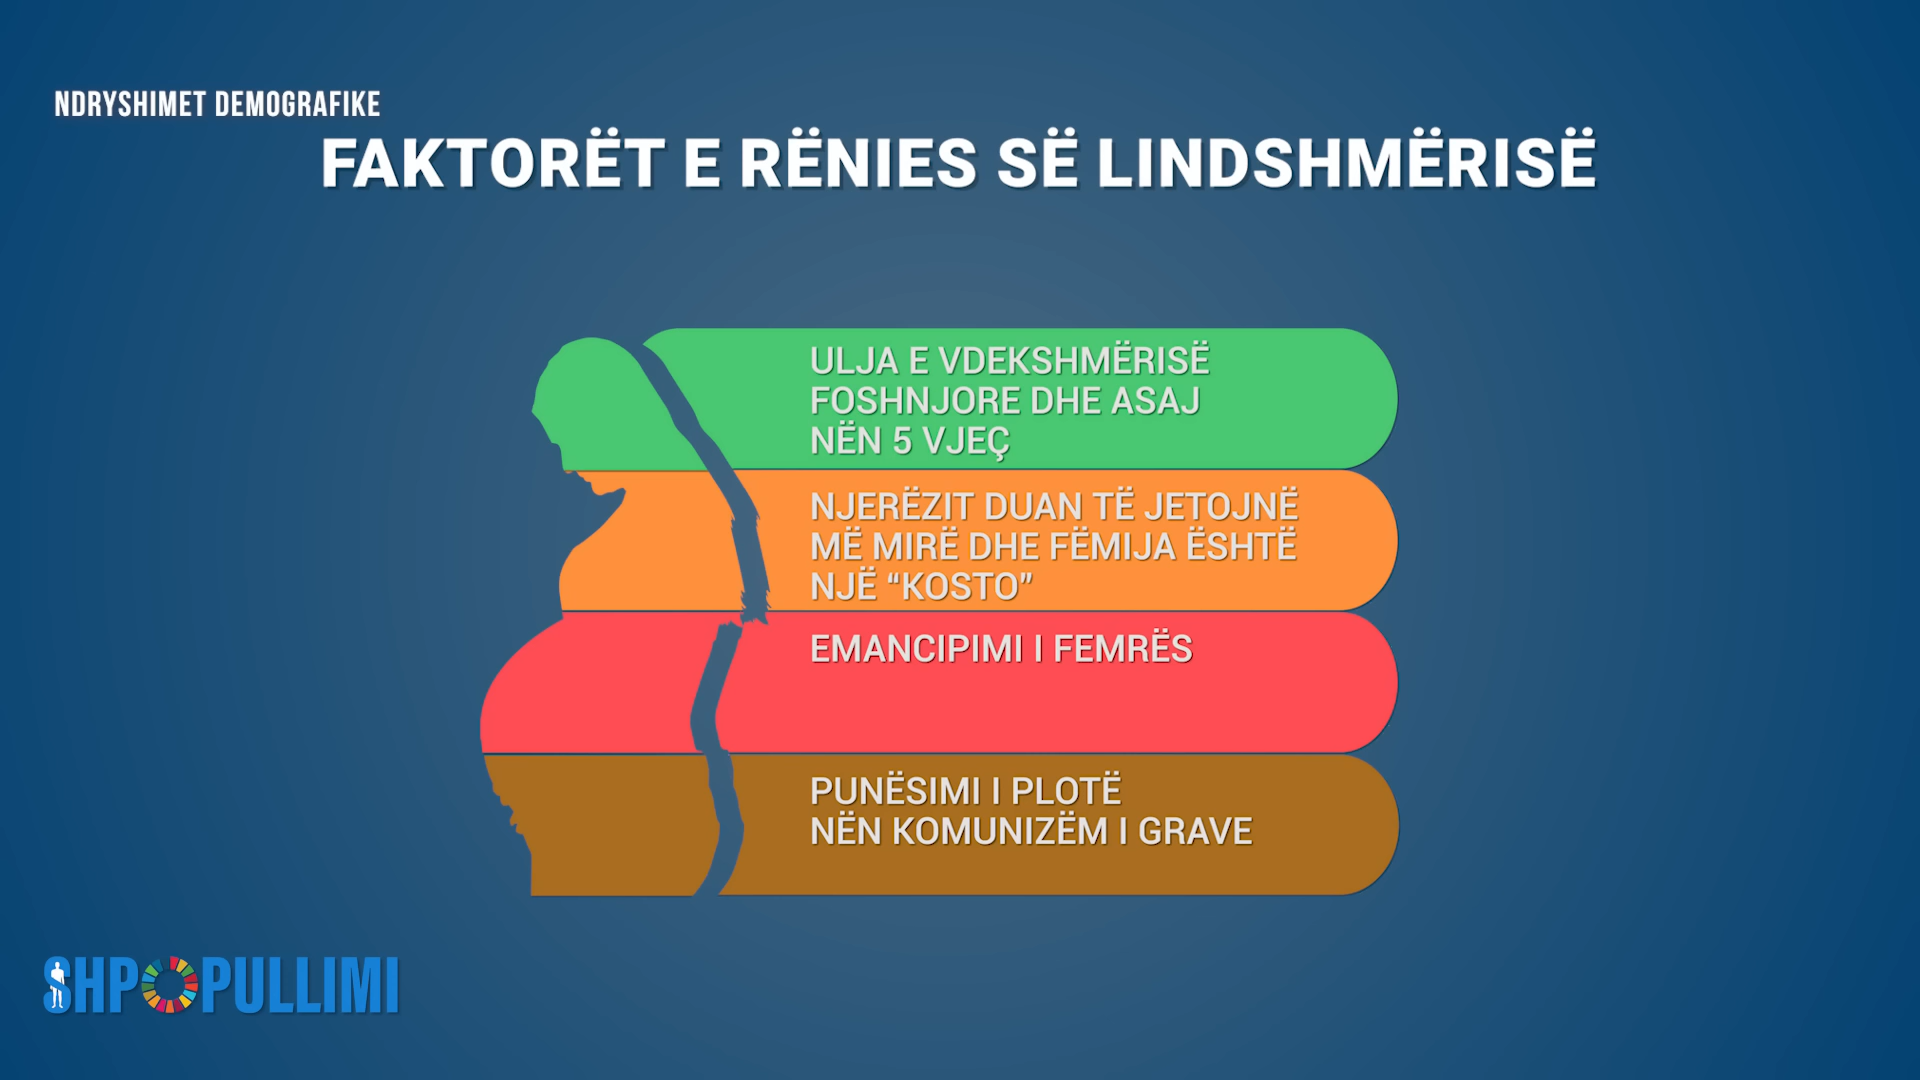 NDRYSHIMET DEMOGRAFIKE
FAKTORËT E RËNIES SË LINDSHMËRISË
ULJA E VDEKSHMËRISË
FOSHNJORE DHE ASAJ
NËN 5 VJEÇ
NJERËZIT DUAN TË JETOJNË
MË MIRË DHE FËMIJA ËSHTË
NJË “KOSTO”
EMANCIPIMI I FEMRËS
PUNËSIMI I PLOTË
NËN KOMUNIZËM I GRAVE
SHPOPULLIMI